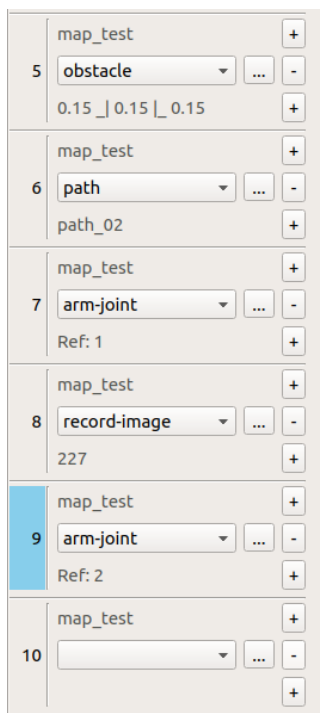 map_test +
5 obstacle ... -
0.15 _| 0.15 |_ 0.15 +
map_test +
6 path ... -
path_02 +
map_test +
7 arm-joint ... -
Ref: 1 +
map_test +
8 record-image ... -
227 +
map_test +
9 arm-joint ... -
Ref: 2 +
map_test +
10 ... -
+